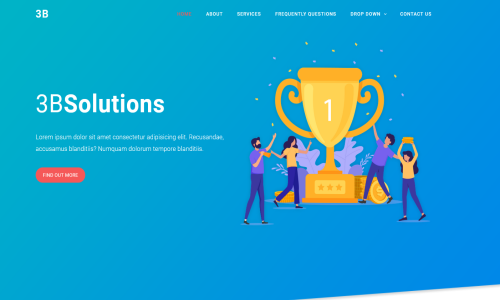 3B
HOME ABOUT SERVICES FREQUENTLY QUESTIONS DROP DOWN CONTACT US
3BSolutions
Lorem ipsum dolor sit amet consectetur adipisicing elit. Recusandae,
accusamus blanditiis? Numquam dolorum tempore blanditiis.
FIND OUT MORE
1